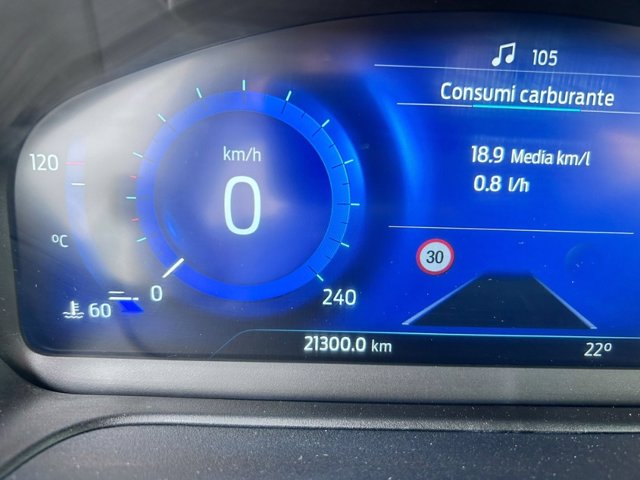 105
Consumi carburante
18.9 Media km/l
0.8 l/h
km/h
0
120
°C
60
0
240
30
21300.0 km
22°